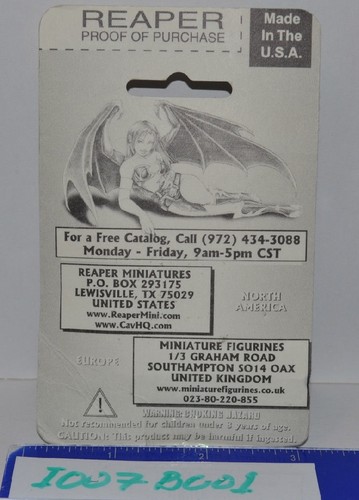 REAPER
PROOF OF PURCHASE
Made
In The
U.S.A.
For a Free Catalog, Call (972) 434-3088
Monday - Friday, 9am-5pm CST
REAPER MINIATURES
P.O. BOX 293175
LEWISVILLE, TX 75029
UNITED STATES
www.ReaperMini.com
www.CavHQ.com
NORTH
AMERICA
MINIATURE FIGURINES
1/3 GRAHAM ROAD
SOUTHAMPTON SO14 OAX
UNITED KINGDOM
www.miniaturefigurines.co.uk
023-80-220-855
EUROPE
WARNING: CHOKING HAZARD
Not recommended for children under 8 years of age.
CAUTION: This product may be harmful if ingested.
1 2 3
I007B001